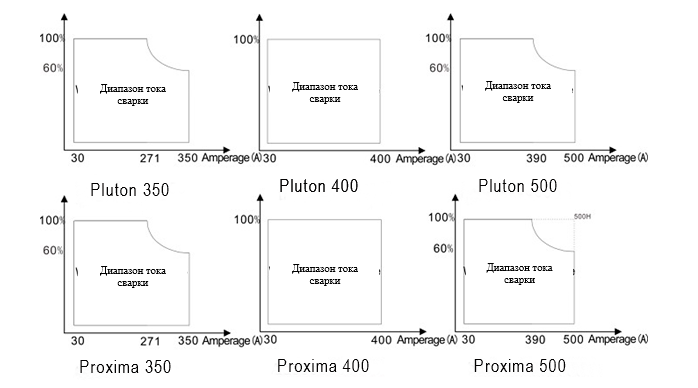 100%
60%
Диапазон тока
сварки
30 271 350 Amperage (A)
Pluton 350
100%
Диапазон тока
сварки
30 400 Amperage (A)
Pluton 400
100%
60%
Диапазон тока
сварки
30 390 500 Amperage (A)
Pluton 500
100%
60%
Диапазон тока
сварки
30 271 350 Amperage (A)
Proxima 350
100%
Диапазон тока
сварки
30 400 Amperage (A)
Proxima 400
100%
60%
500H
Диапазон тока
сварки
30 390 500 Amperage (A)
Proxima 500